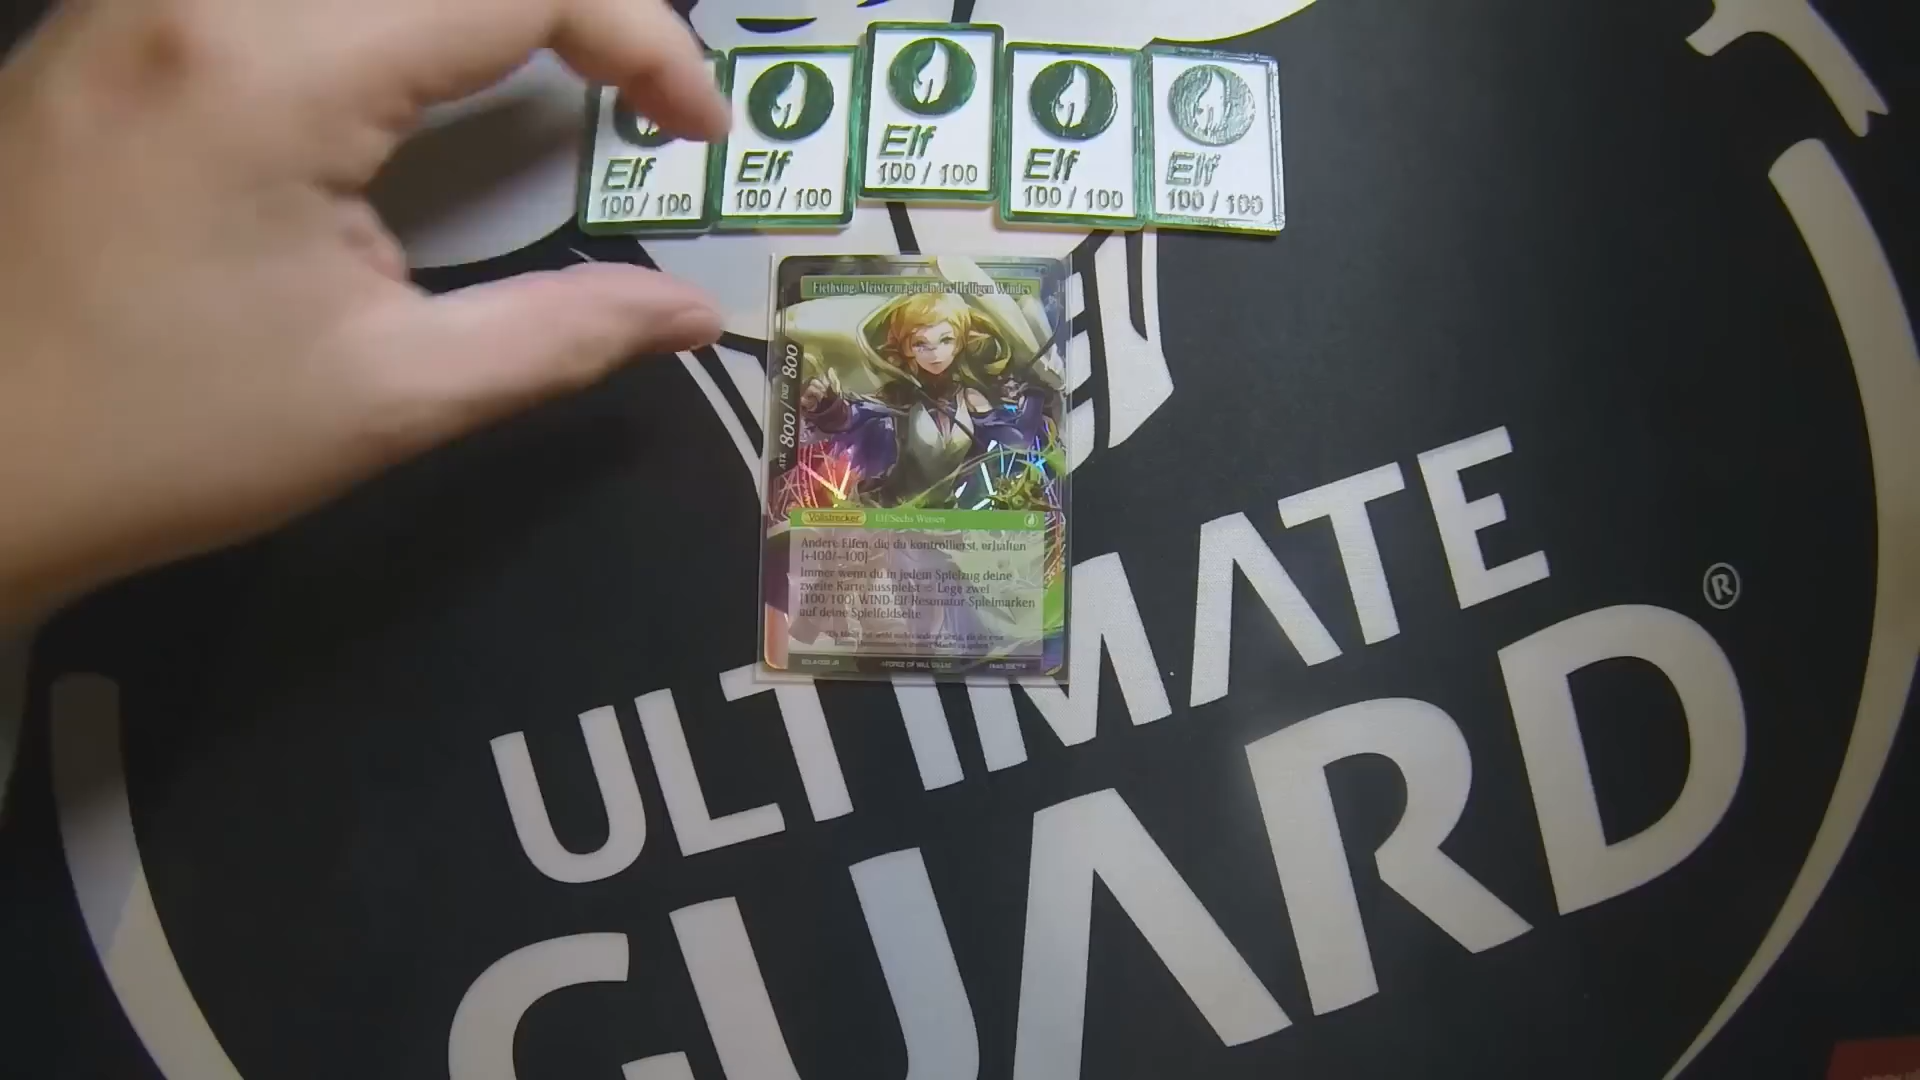 Elf
100 / 100
Elf
100 / 100
Elf
100 / 100
Elf
100 / 100
Elf
100 / 100
Fiethsing, Meistermagierin des Heiligen Windes
ATK 800 / DEF 800
Vollstrecker
Elf/Sechs Weisen
Andere Elfen, die du kontrollierst, erhalten
[+400/+400]
Immer wenn du in jedem Spielzug deine
zweite Karte ausspielst ⇒ Lege zwei
[100/100] WIND Elf Resonator Spielmarken
auf deine Spielfeldseite
ULTIMATE
GUARD
®